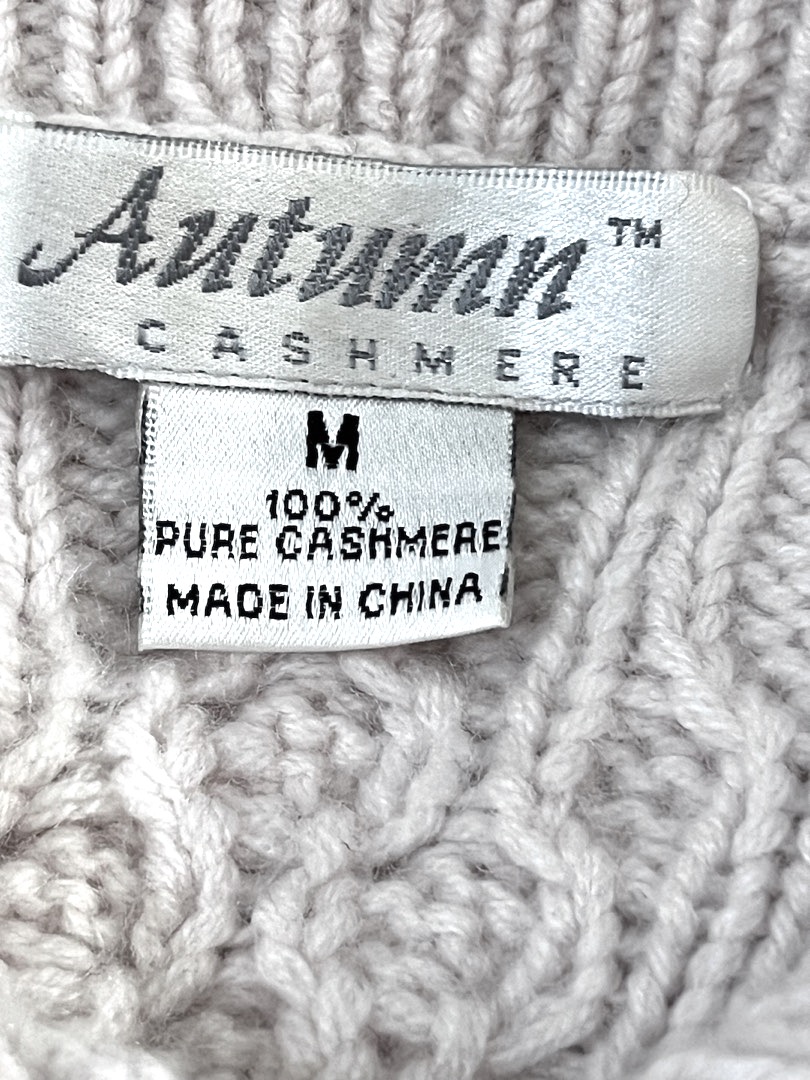 Autumn™
CASHMERE
M
100%
PURE CASHMERE
MADE IN CHINA